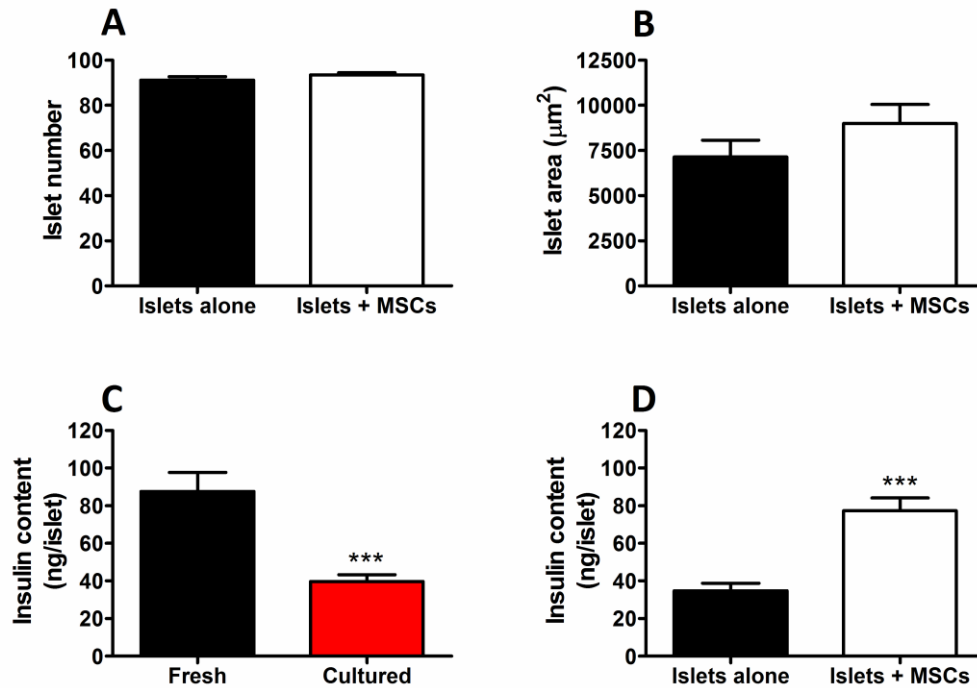 A
Islet number
100
80
60
40
20
0
Islets alone
Islets + MSCs
B
Islet area (µm²)
12500
10000
7500
5000
2500
0
Islets alone
Islets + MSCs
C
Insulin content
(ng/islet)
120
100
80
60
40
20
0
***
Fresh
Cultured
D
Insulin content
(ng/islet)
120
100
80
60
40
20
0
***
Islets alone
Islets + MSCs